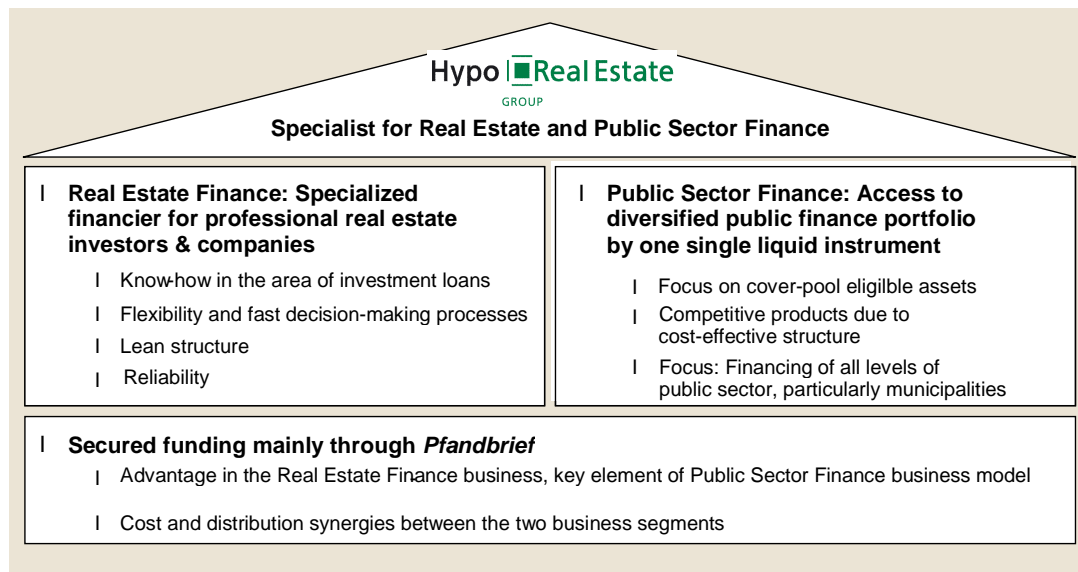 Hypo Real Estate
GROUP
Specialist for Real Estate and Public Sector Finance
l Real Estate Finance: Specialized
financier for professional real estate
investors & companies
l Know-how in the area of investment loans
l Flexibility and fast decision-making processes
l Lean structure
l Reliability
l Public Sector Finance: Access to
diversified public finance portfolio
by one single liquid instrument
l Focus on cover-pool eligilble assets
l Competitive products due to
cost-effective structure
l Focus: Financing of all levels of
public sector, particularly municipalities
l Secured funding mainly through Pfandbrief
l Advantage in the Real Estate Finance business, key element of Public Sector Finance business model
l Cost and distribution synergies between the two business segments